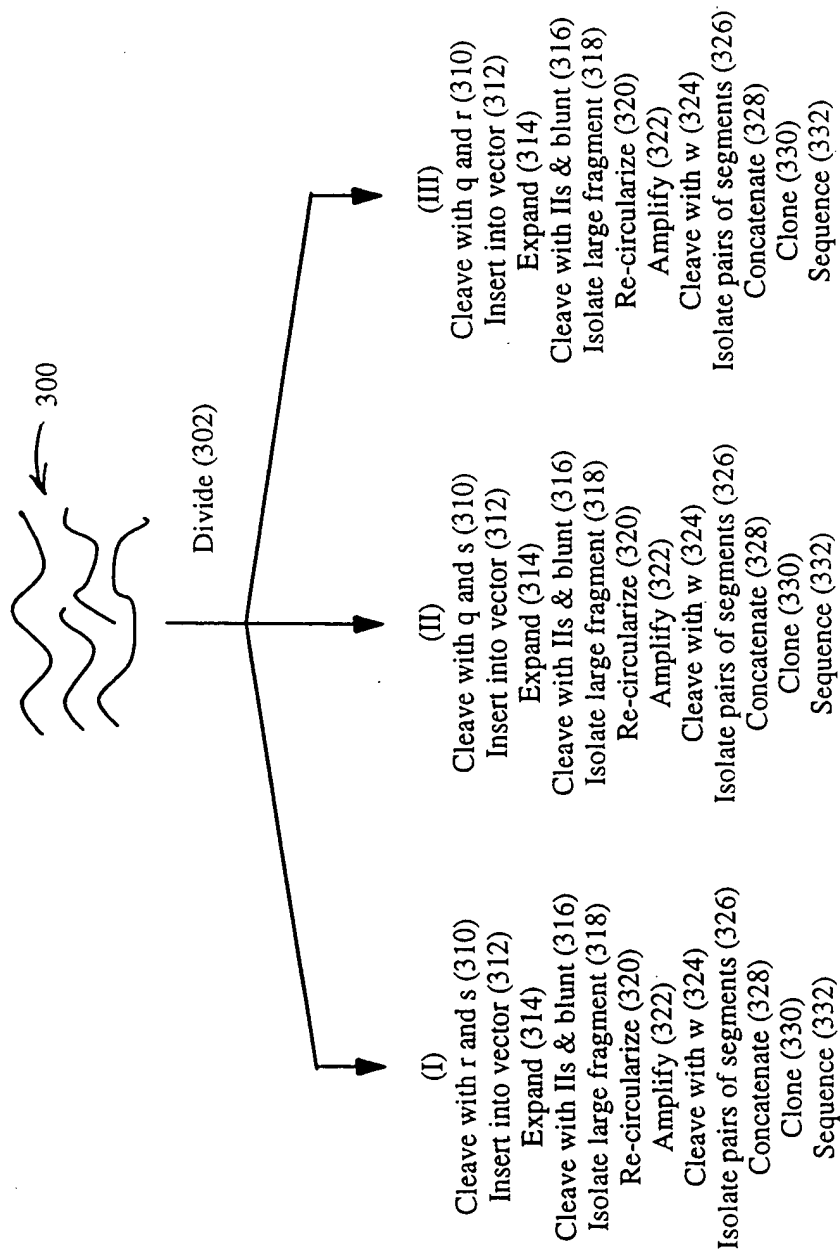 300
Divide (302)
(I)
Cleave with r and s (310)
Insert into vector (312)
Expand (314)
Cleave with IIs & blunt (316)
Isolate large fragment (318)
Re-circularize (320)
Amplify (322)
Cleave with w (324)
Isolate pairs of segments (326)
Concatenate (328)
Clone (330)
Sequence (332)
(II)
Cleave with q and s (310)
Insert into vector (312)
Expand (314)
Cleave with IIs & blunt (316)
Isolate large fragment (318)
Re-circularize (320)
Amplify (322)
Cleave with w (324)
Isolate pairs of segments (326)
Concatenate (328)
Clone (330)
Sequence (332)
(III)
Cleave with q and r (310)
Insert into vector (312)
Expand (314)
Cleave with IIs & blunt (316)
Isolate large fragment (318)
Re-circularize (320)
Amplify (322)
Cleave with w (324)
Isolate pairs of segments (326)
Concatenate (328)
Clone (330)
Sequence (332)